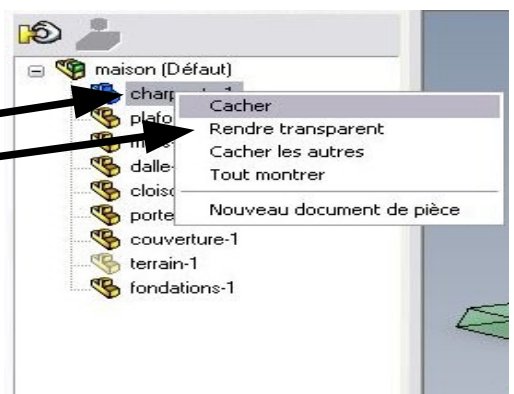 maison (Défaut)
Cacher
Rendre transparent
Cacher les autres
Tout montrer
Nouveau document de pièce
couverture-1
terrain-1
fondations-1